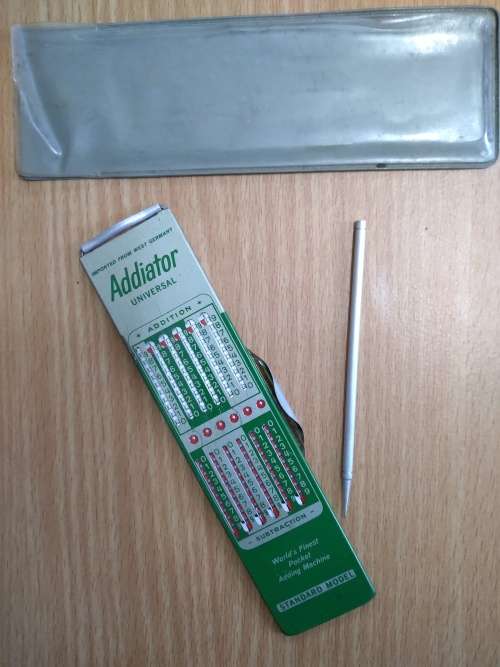 IMPORTED FROM WEST GERMANY
Addiator
UNIVERSAL
+ ADDITION +
- SUBTRACTION -
World's Finest
Pocket
Adding Machine
STANDARD MODEL